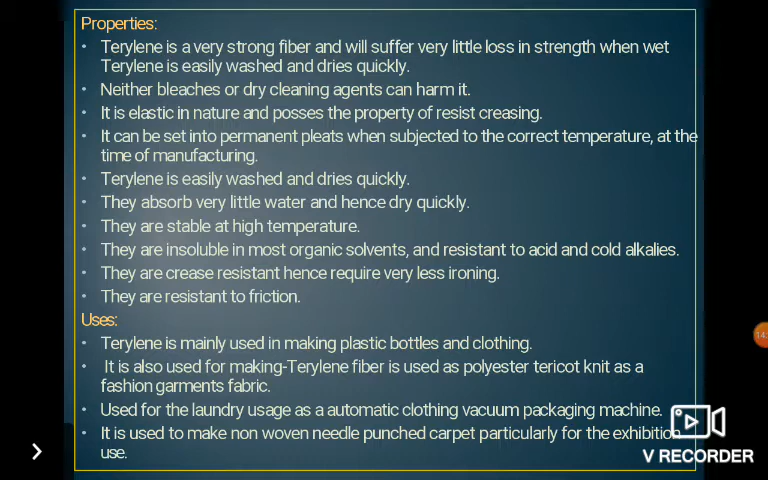 Properties:
• Terylene is a very strong fiber and will suffer very little loss in strength when wet
Terylene is easily washed and dries quickly.
• Neither bleaches or dry cleaning agents can harm it.
• It is elastic in nature and posses the property of resist creasing.
• It can be set into permanent pleats when subjected to the correct temperature, at the
time of manufacturing.
• Terylene is easily washed and dries quickly.
• They absorb very little water and hence dry quickly.
• They are stable at high temperature.
• They are insoluble in most organic solvents, and resistant to acid and cold alkalies.
• They are crease resistant hence require very less ironing.
• They are resistant to friction.
Uses:
• Terylene is mainly used in making plastic bottles and clothing.
• It is also used for making-Terylene fiber is used as polyester tericot knit as a
fashion garments fabric.
• Used for the laundry usage as a automatic clothing vacuum packaging machine.
• It is used to make non woven needle punched carpet particularly for the exhibition
use.
V RECORDER